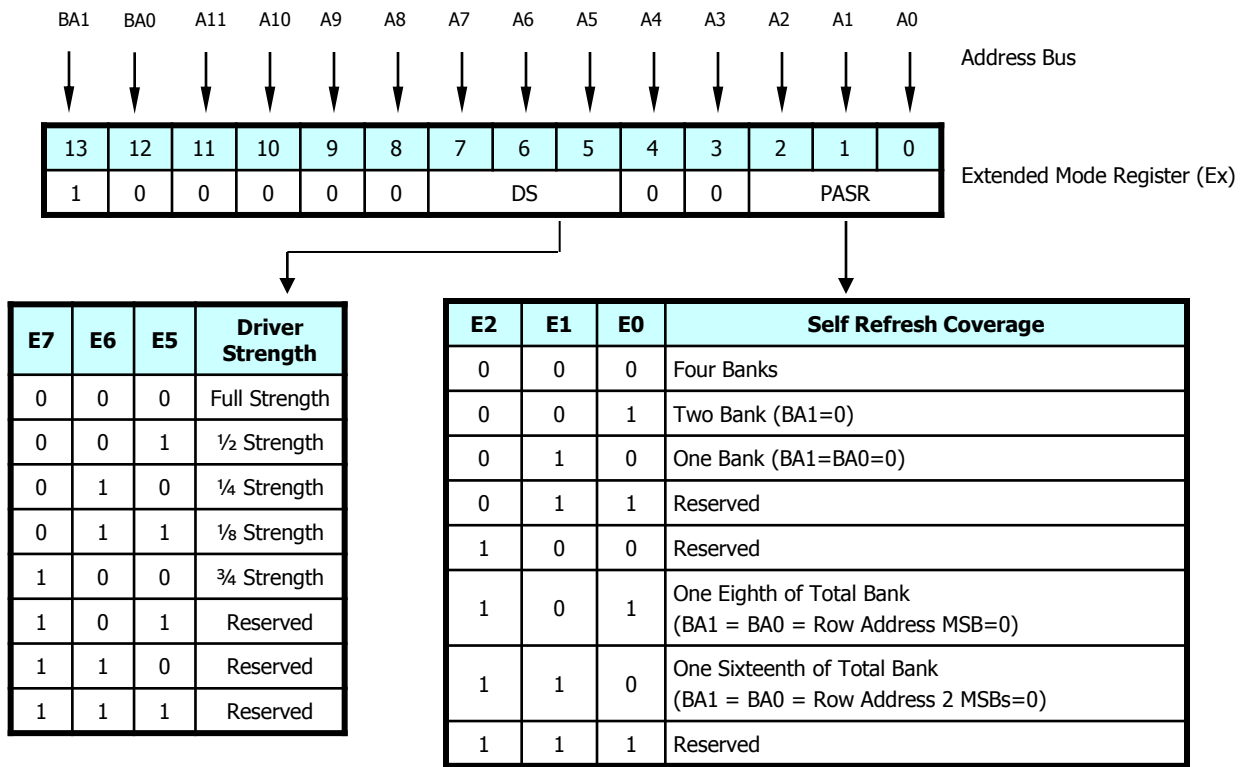 BA1 BA0 A11 A10 A9 A8 A7 A6 A5 A4 A3 A2 A1 A0
Address Bus
13 12 11 10 9 8 7 6 5 4 3 2 1 0
1 0 0 0 0 0 DS 0 0 PASR
Extended Mode Register (Ex)
E7 E6 E5 Driver
Strength
0 0 0 Full Strength
0 0 1 ½ Strength
0 1 0 ¼ Strength
0 1 1 ⅛ Strength
1 0 0 ¾ Strength
1 0 1 Reserved
1 1 0 Reserved
1 1 1 Reserved
E2 E1 E0 Self Refresh Coverage
0 0 0 Four Banks
0 0 1 Two Bank (BA1=0)
0 1 0 One Bank (BA1=BA0=0)
0 1 1 Reserved
1 0 0 Reserved
1 0 1 One Eighth of Total Bank
(BA1 = BA0 = Row Address MSB=0)
1 1 0 One Sixteenth of Total Bank
(BA1 = BA0 = Row Address 2 MSBs=0)
1 1 1 Reserved